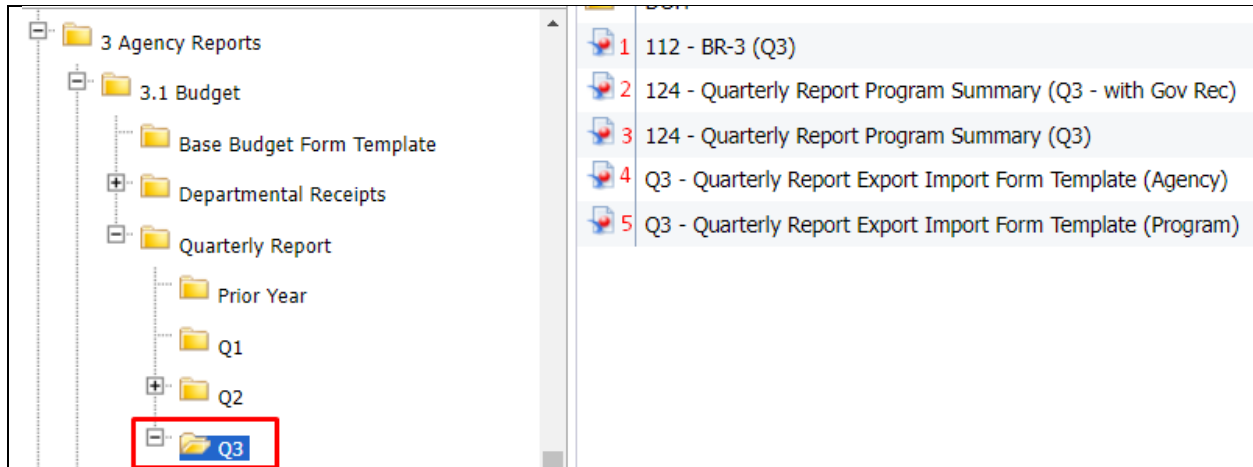 3 Agency Reports
3.1 Budget
Base Budget Form Template
Departmental Receipts
Quarterly Report
Prior Year
Q1
Q2
Q3
1 112 - BR-3 (Q3)
2 124 - Quarterly Report Program Summary (Q3 - with Gov Rec)
3 124 - Quarterly Report Program Summary (Q3)
4 Q3 - Quarterly Report Export Import Form Template (Agency)
5 Q3 - Quarterly Report Export Import Form Template (Program)